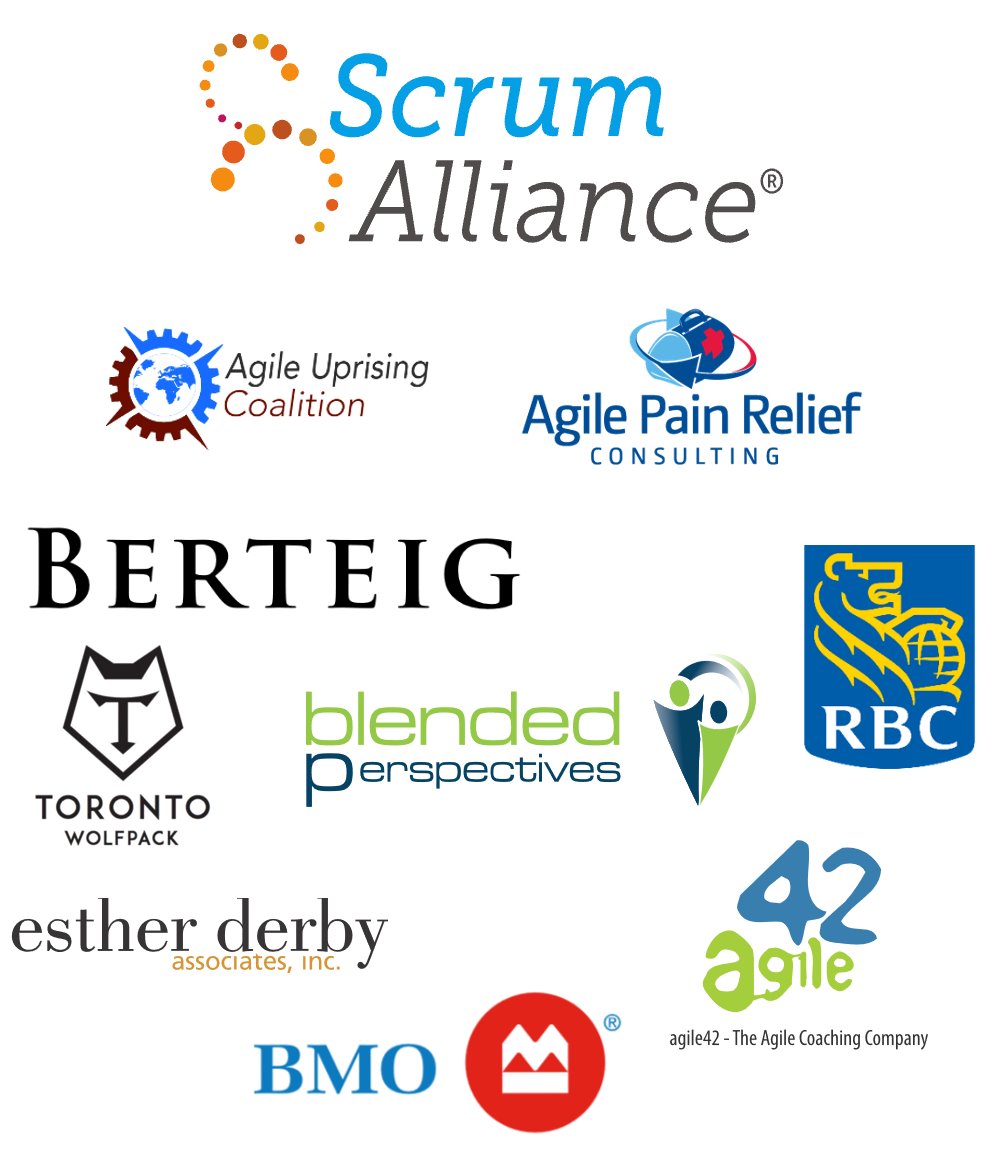 Scrum
Alliance®
Agile Uprising
Coalition
Agile Pain Relief
CONSULTING
BERTEIG
RBC
TORONTO
WOLFPACK
blended
perspectives
esther derby
associates, inc.
42
agile
agile42 - The Agile Coaching Company
BMO ®